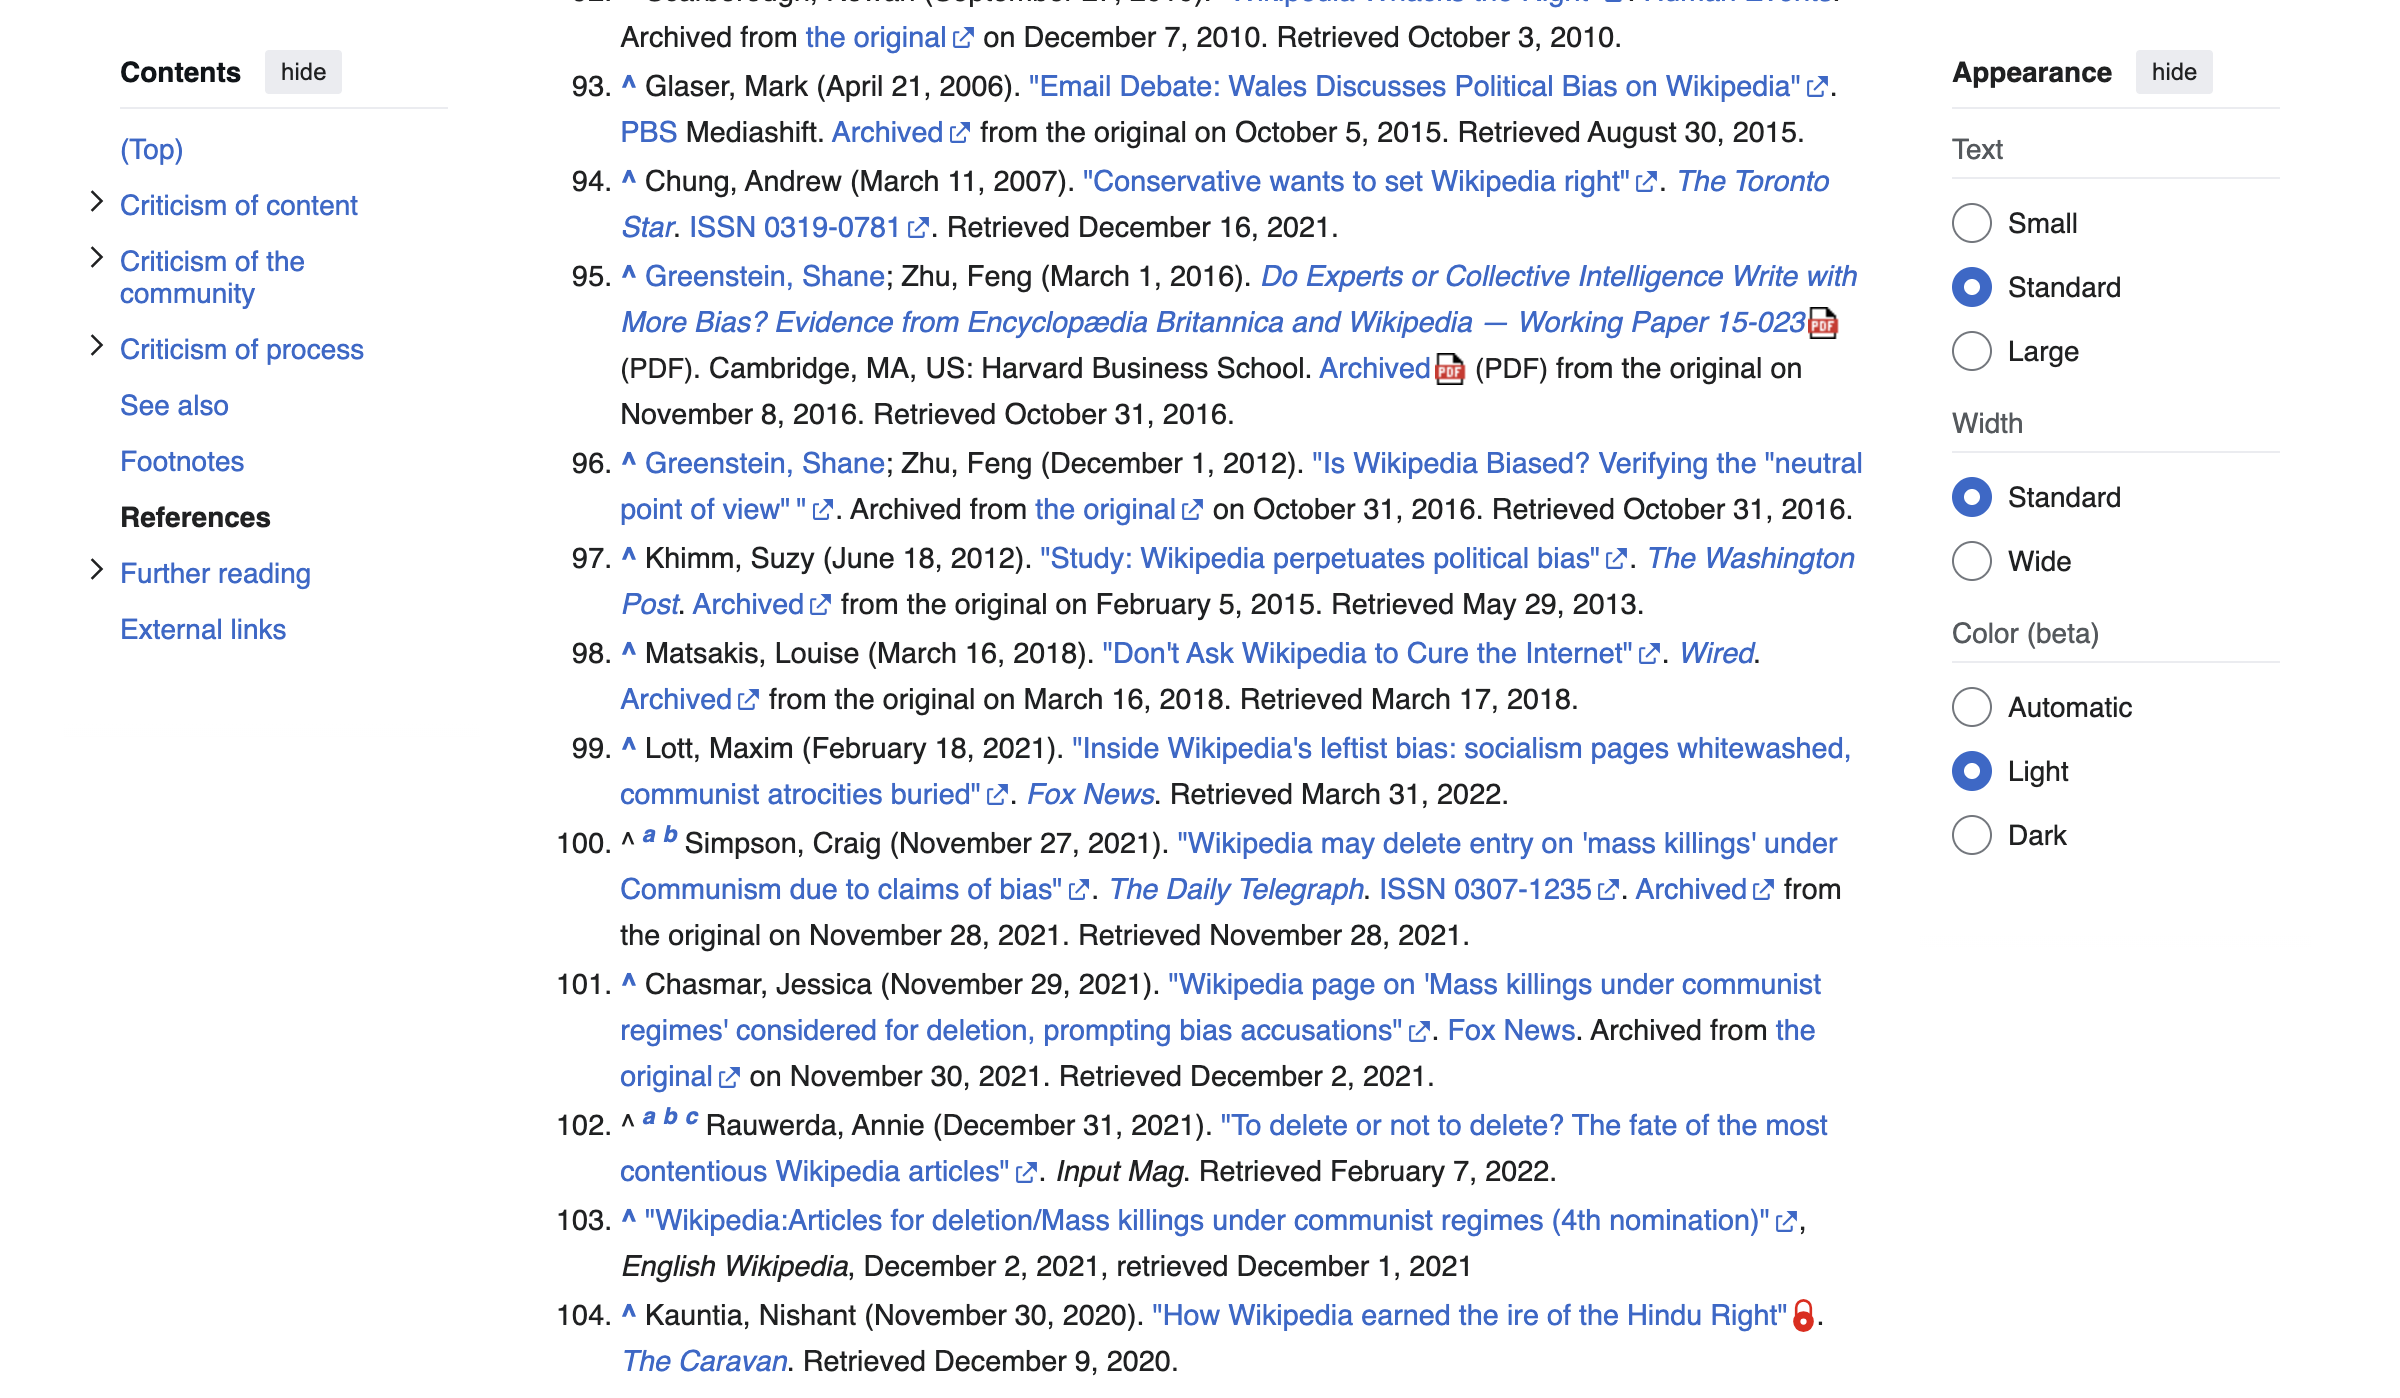 Contents hide
(Top)
Criticism of content
Criticism of the
community
Criticism of process
See also
Footnotes
References
Further reading
External links
Archived from the original on December 7, 2010. Retrieved October 3, 2010.
93. ^ Glaser, Mark (April 21, 2006). "Email Debate: Wales Discusses Political Bias on Wikipedia".
PBS Mediashift. Archived from the original on October 5, 2015. Retrieved August 30, 2015.
94. ^ Chung, Andrew (March 11, 2007). "Conservative wants to set Wikipedia right". The Toronto
Star. ISSN 0319-0781. Retrieved December 16, 2021.
95. ^ Greenstein, Shane; Zhu, Feng (March 1, 2016). Do Experts or Collective Intelligence Write with
More Bias? Evidence from Encyclopædia Britannica and Wikipedia — Working Paper 15-023 PDF
(PDF). Cambridge, MA, US: Harvard Business School. Archived PDF (PDF) from the original on
November 8, 2016. Retrieved October 31, 2016.
96. ^ Greenstein, Shane; Zhu, Feng (December 1, 2012). "Is Wikipedia Biased? Verifying the "neutral
point of view" ". Archived from the original on October 31, 2016. Retrieved October 31, 2016.
97. ^ Khimm, Suzy (June 18, 2012). "Study: Wikipedia perpetuates political bias". The Washington
Post. Archived from the original on February 5, 2015. Retrieved May 29, 2013.
98. ^ Matsakis, Louise (March 16, 2018). "Don't Ask Wikipedia to Cure the Internet". Wired.
Archived from the original on March 16, 2018. Retrieved March 17, 2018.
99. ^ Lott, Maxim (February 18, 2021). "Inside Wikipedia's leftist bias: socialism pages whitewashed,
communist atrocities buried". Fox News. Retrieved March 31, 2022.
100. ^ a b Simpson, Craig (November 27, 2021). "Wikipedia may delete entry on 'mass killings' under
Communism due to claims of bias". The Daily Telegraph. ISSN 0307-1235. Archived from
the original on November 28, 2021. Retrieved November 28, 2021.
101. ^ Chasmar, Jessica (November 29, 2021). "Wikipedia page on 'Mass killings under communist
regimes' considered for deletion, prompting bias accusations". Fox News. Archived from the
original on November 30, 2021. Retrieved December 2, 2021.
102. ^ a b c Rauwerda, Annie (December 31, 2021). "To delete or not to delete? The fate of the most
contentious Wikipedia articles". Input Mag. Retrieved February 7, 2022.
103. ^ "Wikipedia:Articles for deletion/Mass killings under communist regimes (4th nomination)",
English Wikipedia, December 2, 2021, retrieved December 1, 2021
104. ^ Kauntia, Nishant (November 30, 2020). "How Wikipedia earned the ire of the Hindu Right".
The Caravan. Retrieved December 9, 2020.
Appearance hide
Text
Small
Standard
Large
Width
Standard
Wide
Color (beta)
Automatic
Light
Dark